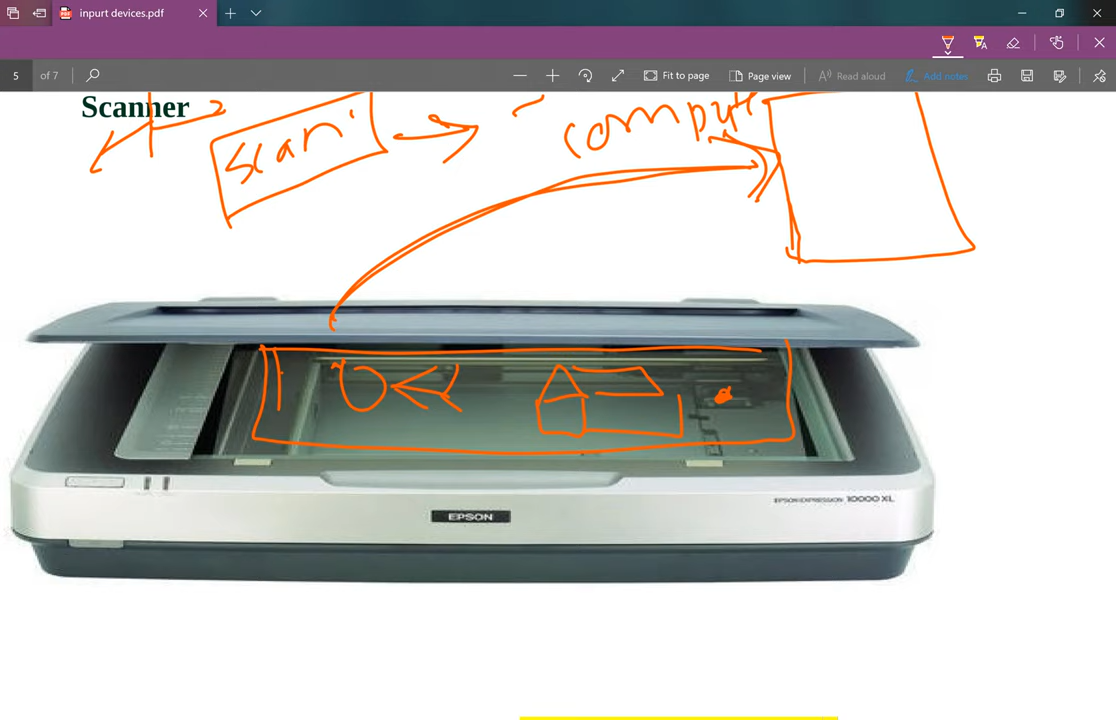 inpurt devices.pdf
5 of 7 Fit to page Page view Read aloud Add notes
Scanner
scan
comput
EPSON EXPRESSION 10000 XL
EPSON